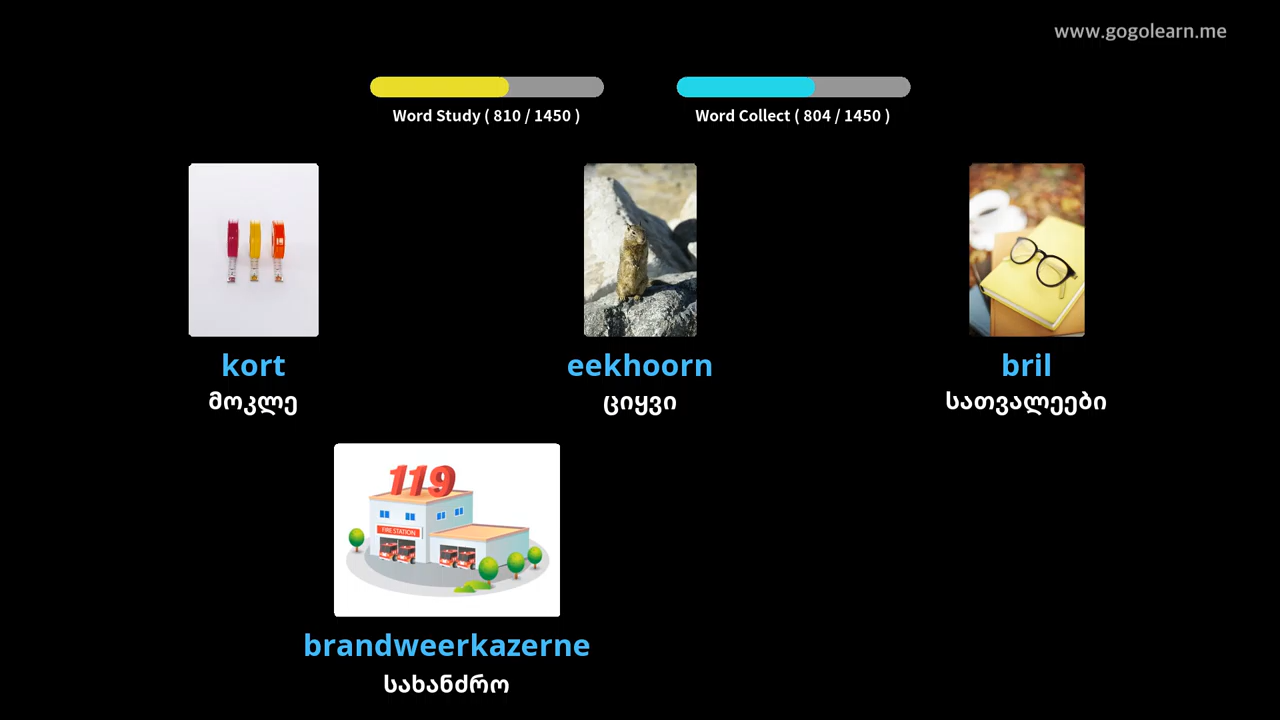 www.gogolearn.me
Word Study ( 810 / 1450 )
Word Collect ( 804 / 1450 )
kort
eekhoorn
bril
მოკლე
ციყვი
სათვალეები
119
FIRE STATION
brandweerkazerne
სახანძრო